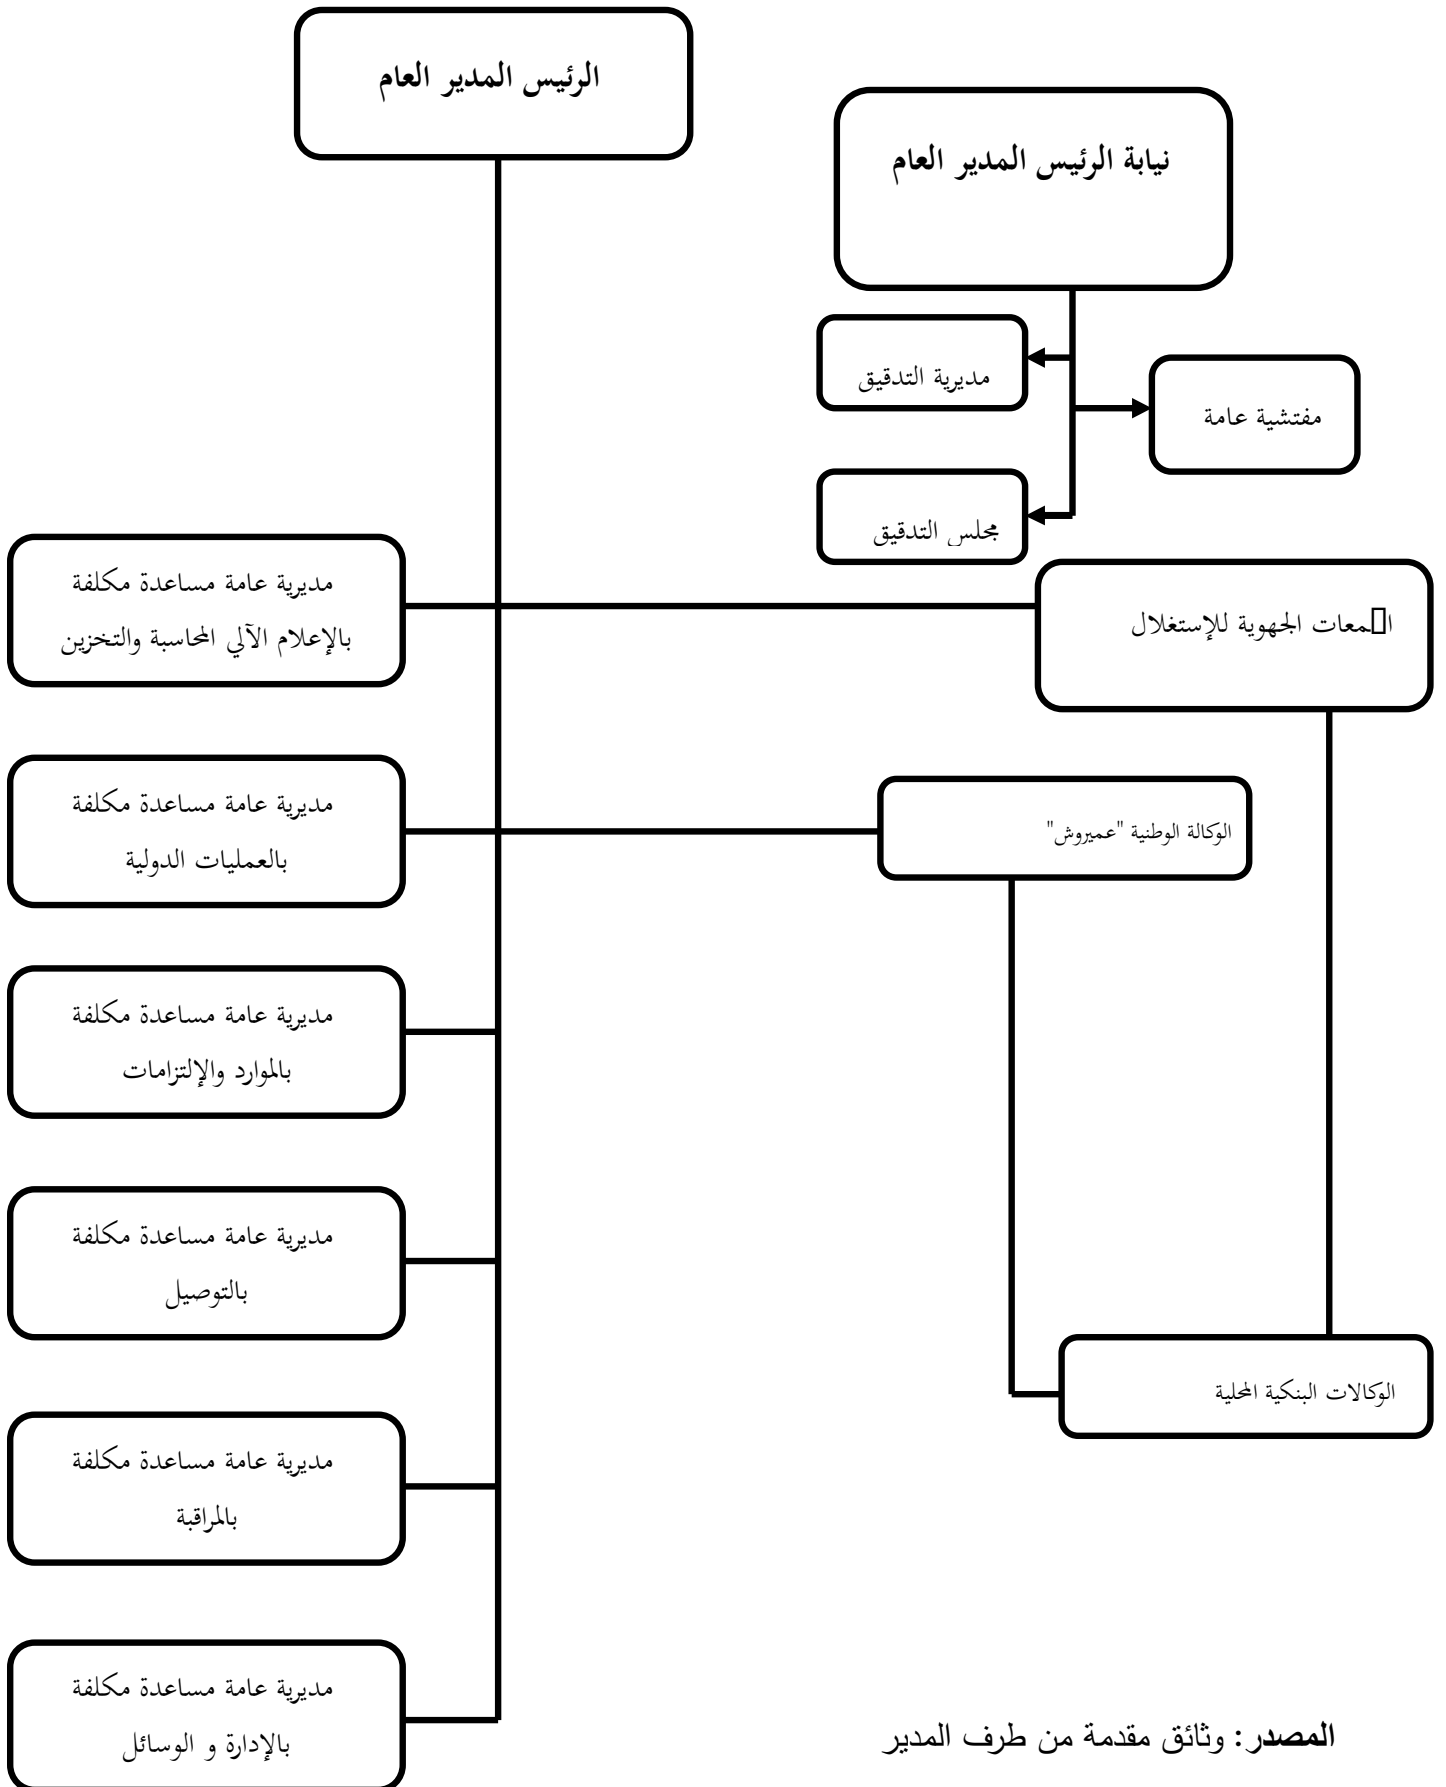 الرئيس المدير العام
نيابة الرئيس المدير العام
مديرية التدقيق
مفتشية عامة
مجلس التدقيق
مديرية عامة مساعدة مكلفة
بالإعلام الآلي المحاسبة والتخزين
الجهوية للإستغلال
مديرية عامة مساعدة مكلفة
بالعمليات الدولية
الوكالة الوطنية "عميروش"
مديرية عامة مساعدة مكلفة
بالموارد والإلتزامات
مديرية عامة مساعدة مكلفة
بالتوصيل
الوكالات البنكية المحلية
مديرية عامة مساعدة مكلفة
بالمراقبة
مديرية عامة مساعدة مكلفة
بالإدارة و الوسائل
المصدر: وثائق مقدمة من طرف المدير